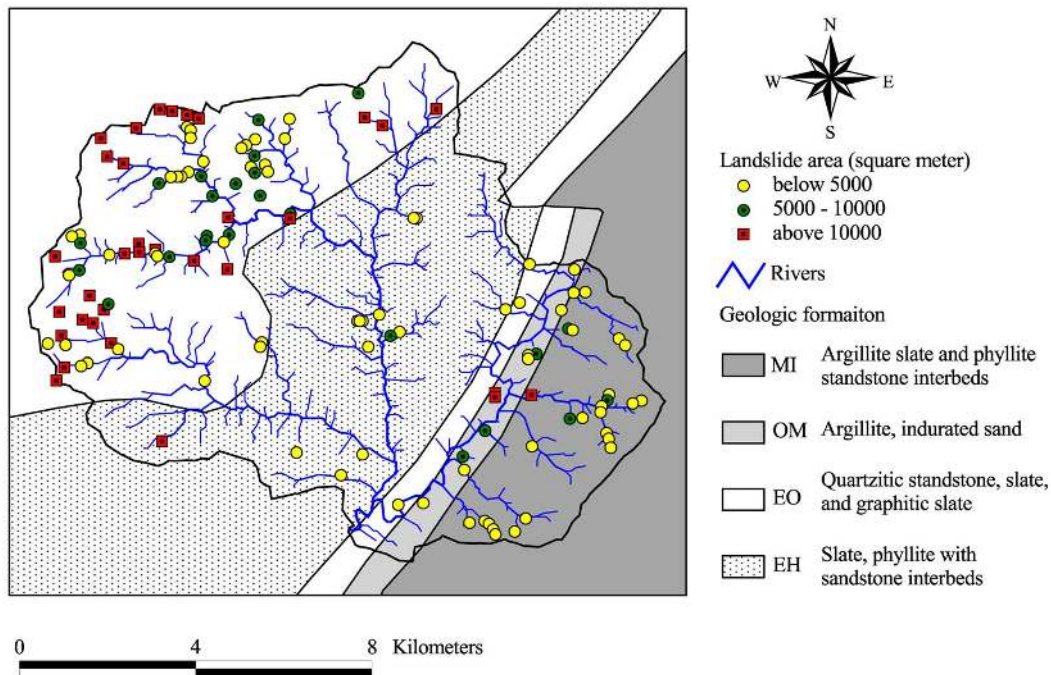 N
W E
S
Landslide area (square meter)
below 5000
5000 - 10000
above 10000
Rivers
Geologic formaiton
MI Argillite slate and phyllite
standstone interbeds
OM Argillite, indurated sand
EO Quartzitic standstone, slate,
and graphitic slate
EH Slate, phyllite with
sandstone interbeds
0 4 8 Kilometers